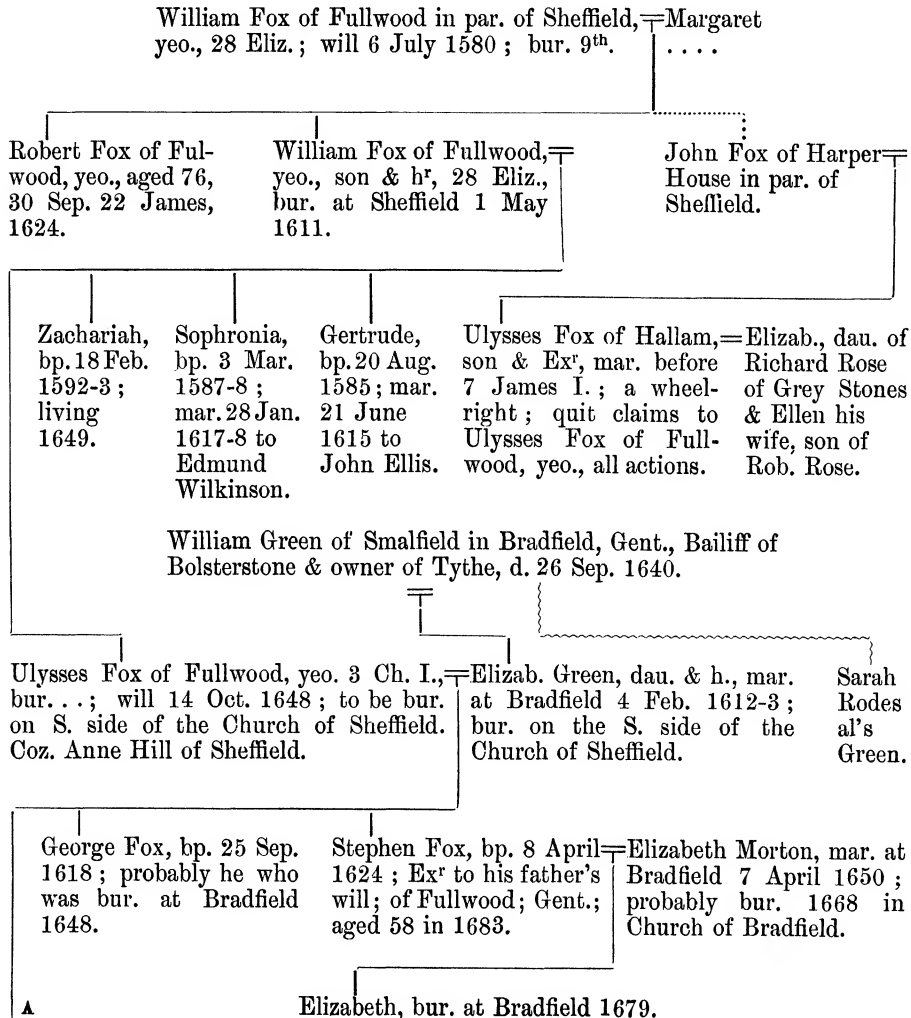 William Fox of Fullwood in par. of Sheffield,=Margaret
yeo., 28 Eliz. ; will 6 July 1580 ; bur. 9th. . . . .
Robert Fox of Ful-
wood, yeo., aged 76,
30 Sep. 22 James,
1624.
William Fox of Fullwood,=
yeo., son & hr, 28 Eliz.,
bur. at Sheffield 1 May
1611.
John Fox of Harper=
House in par. of
Sheffield.
Zachariah,
bp. 18 Feb.
1592-3 ;
living
1649.
Sophronia,
bp. 3 Mar.
1587-8 ;
mar. 28 Jan.
1617-8 to
Edmund
Wilkinson.
Gertrude,
bp. 20 Aug.
1585; mar.
21 June
1615 to
John Ellis.
Ulysses Fox of Hallam,=
son & Exr, mar. before
7 James I. ; a wheel-
right ; quit claims to
Ulysses Fox of Full-
wood, yeo., all actions.
Elizab., dau. of
Richard Rose
of Grey Stones
& Ellen his
wife, son of
Rob. Rose.
William Green of Smalfield in Bradfield, Gent., Bailiff of
Bolsterstone & owner of Tythe, d. 26 Sep. 1640.
=
Ulysses Fox of Fullwood, yeo. 3 Ch. I.,=
bur. . . ; will 14 Oct. 1648 ; to be bur.
on S. side of the Church of Sheffield.
Coz. Anne Hill of Sheffield.
Elizab. Green, dau. & h., mar.
at Bradfield 4 Feb. 1612-3 ;
bur. on the S. side of the
Church of Sheffield.
Sarah
Rodes
al's
Green.
George Fox, bp. 25 Sep.
1618 ; probably he who
was bur. at Bradfield
1648.
Stephen Fox, bp. 8 April=
1624 ; Exr to his father's
will; of Fullwood; Gent.;
aged 58 in 1683.
Elizabeth Morton, mar. at
Bradfield 7 April 1650 ;
probably bur. 1668 in
Church of Bradfield.
A
Elizabeth, bur. at Bradfield 1679.